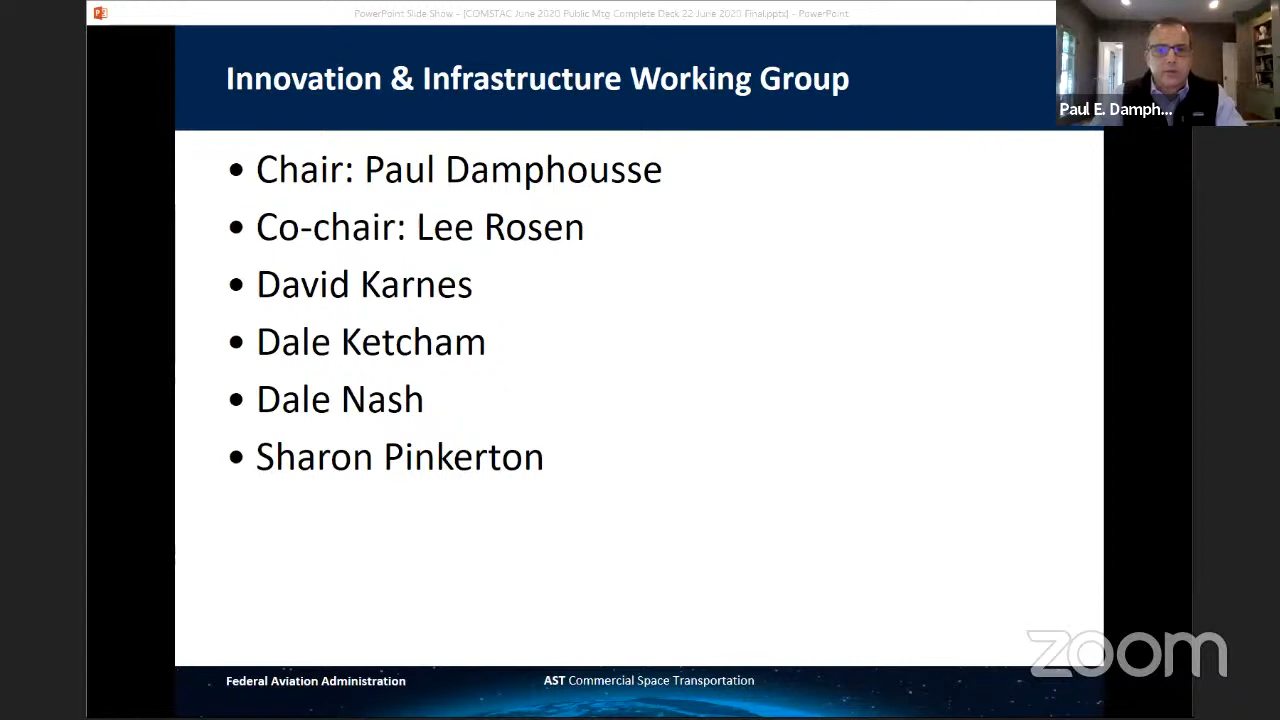 PowerPoint Slide Show - [COMSTAC June 2020 Public Mtg Complete Deck 22 June 2020 Final.pptx] - PowerPoint
Innovation & Infrastructure Working Group
Paul E. Damph...
• Chair: Paul Damphousse
• Co-chair: Lee Rosen
• David Karnes
• Dale Ketcham
• Dale Nash
• Sharon Pinkerton
zoom
Federal Aviation Administration
AST Commercial Space Transportation